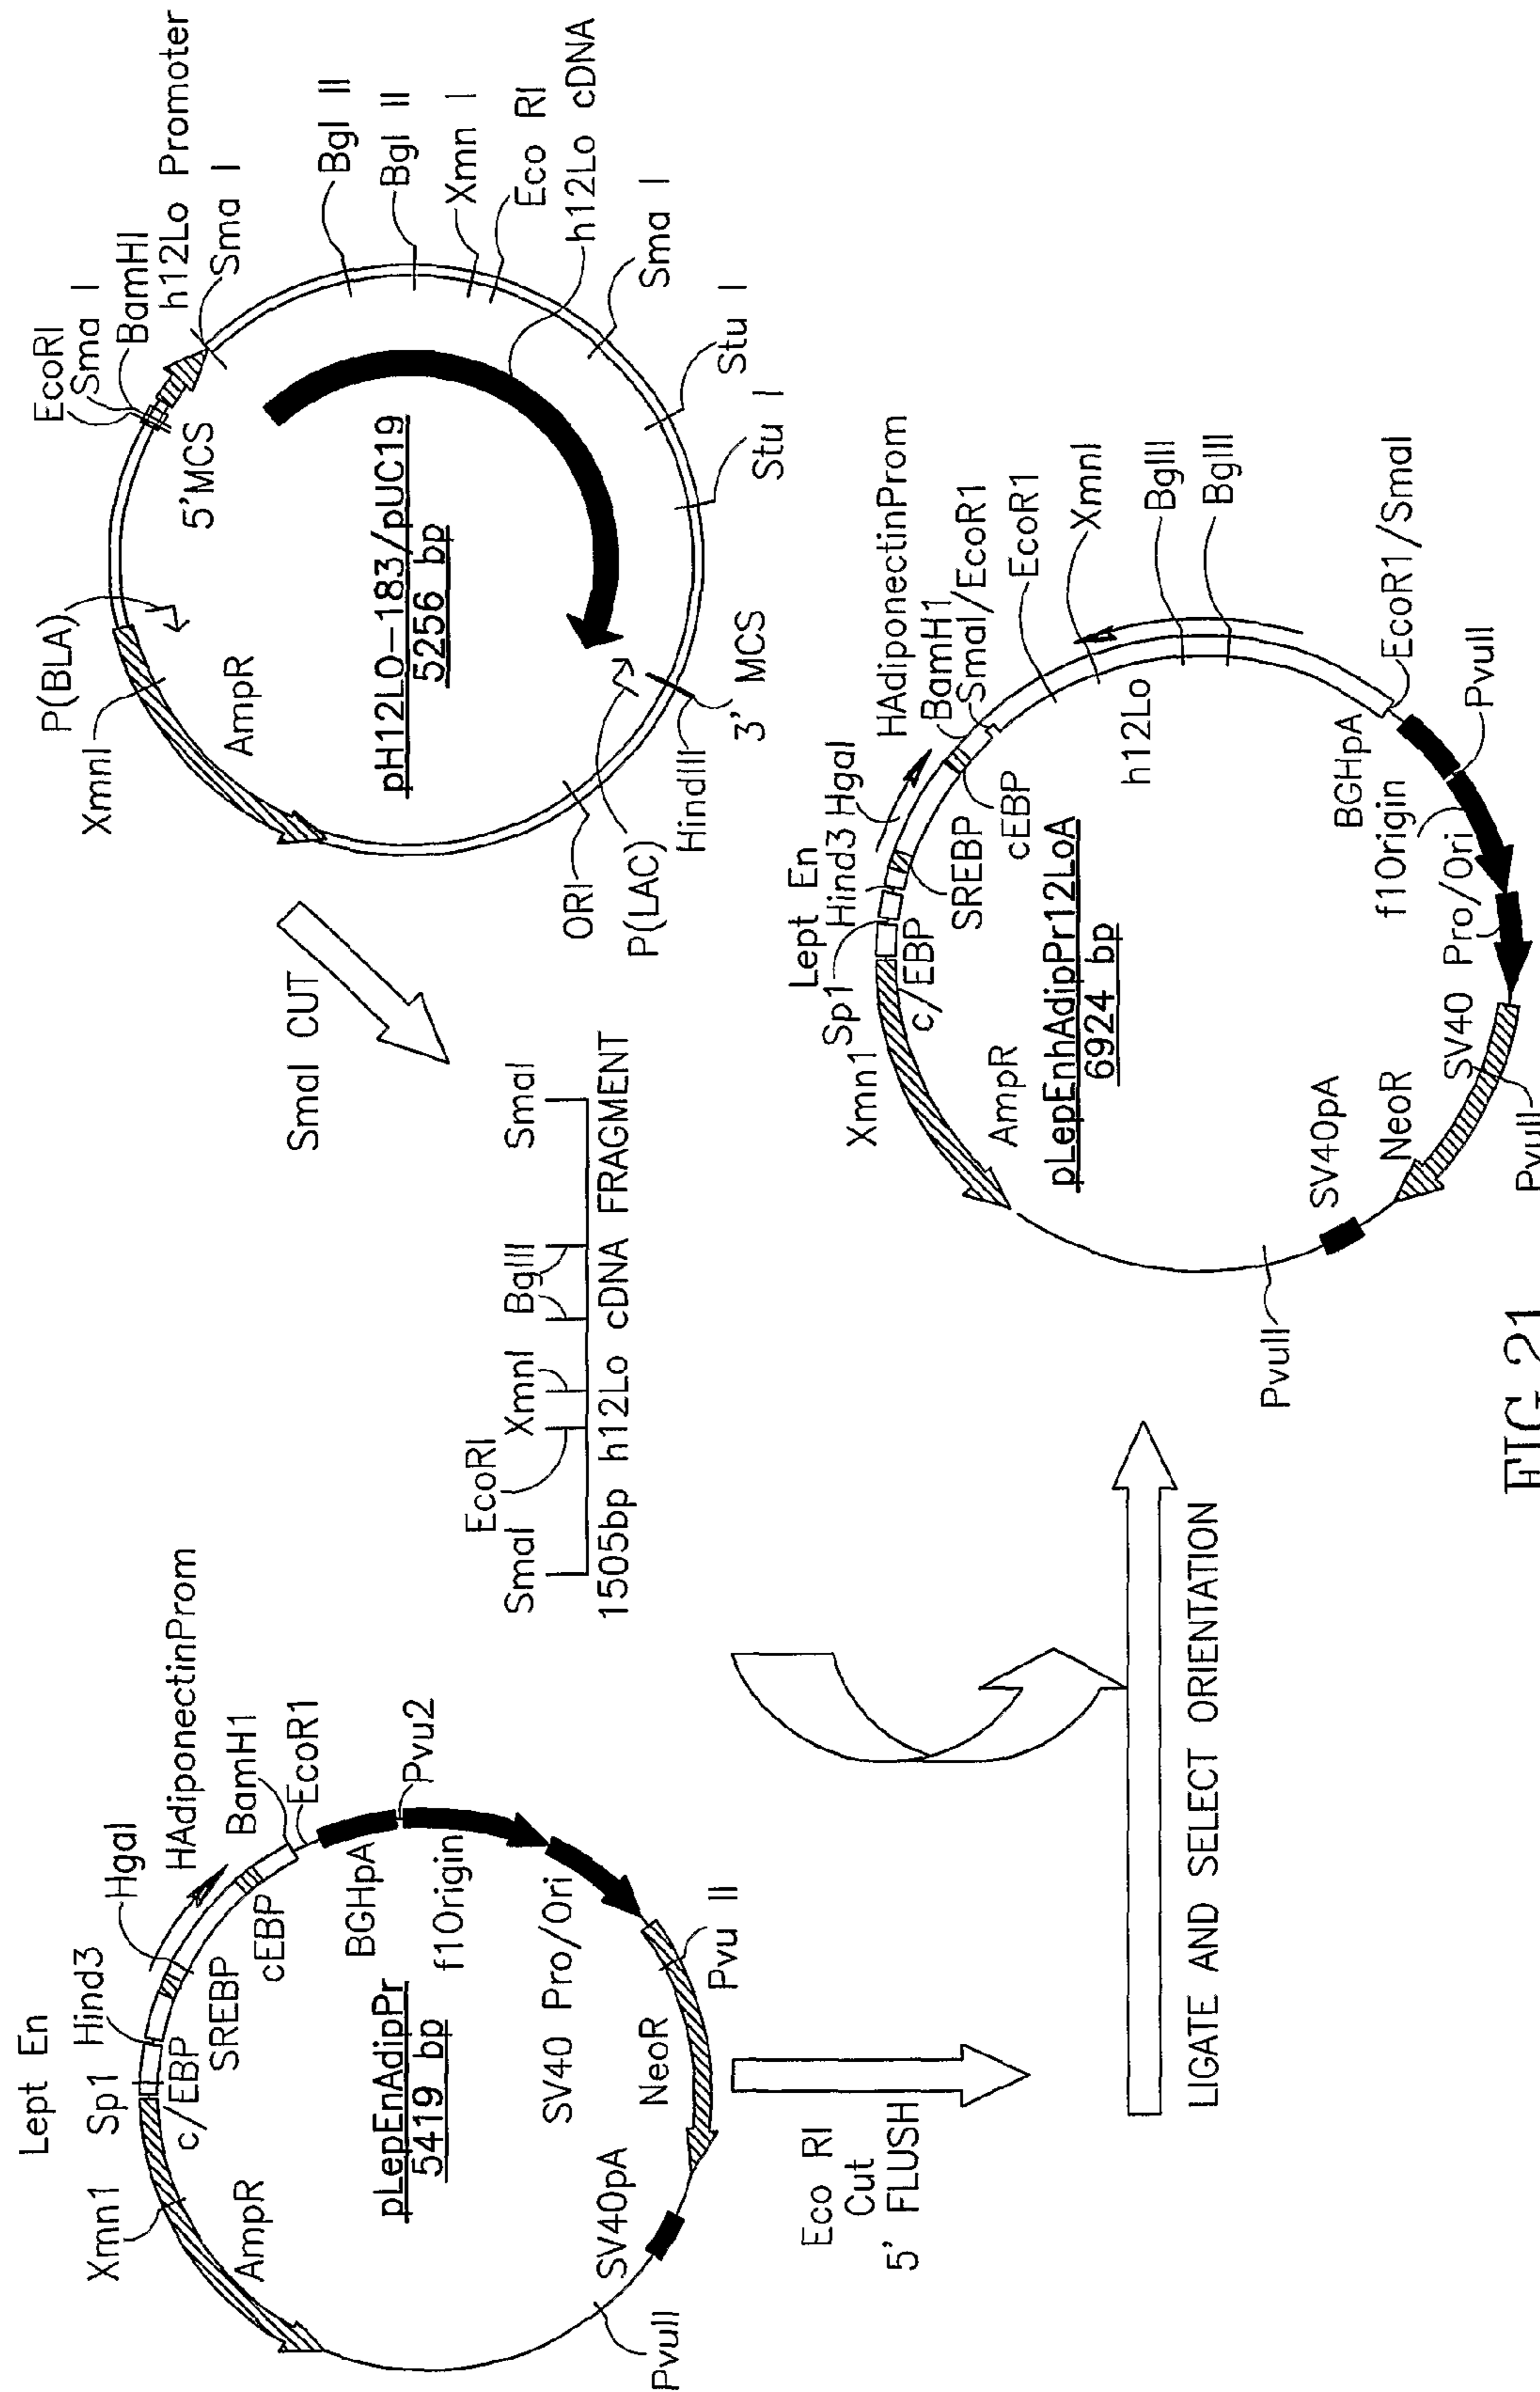 Lept En
Xmn1
Sp1
Hind3
HgaI
HAdiponectinProm
BamH1
EcoR1
c/EBP
SREBP
cEBP
AmpR
BGHpA
Pvu2
pLepEnAdipPr
5419 bp
f1Origin
SV40 Pro/Ori
Pvu II
NeoR
SV40pA
PvuII
Eco RI
Cut
5' FLUSH
EcoRI
SmaI
XmnI
BglII
SmaI
1505bp h12Lo cDNA FRAGMENT
SmaI CUT
XmnI
P(BLA)
EcoRI
Sma I
BamHI
h12Lo Promoter
Sma I
5'MCS
AmpR
Bgl II
Bgl II
Xmn I
Eco RI
h12Lo cDNA
pH12LO-183/pUC19
5256 bp
Sma I
Stu I
Stu I
ORI
P(LAC)
HindIII
3' MCS
LIGATE AND SELECT ORIENTATION
Lept En
Xmn1
Sp1
Hind3
HgaI
HAdiponectinProm
BamH1
SmaI/EcoR1
EcoR1
XmnI
BglII
BglII
c/EBP
SREBP
cEBP
AmpR
h12Lo
pLepEnhAdipPr12LoA
6924 bp
EcoR1/SmaI
BGHpA
PvuII
f1Origin
SV40 Pro/Ori
SV40pA
NeoR
PvuII
PvuII
FIG.21